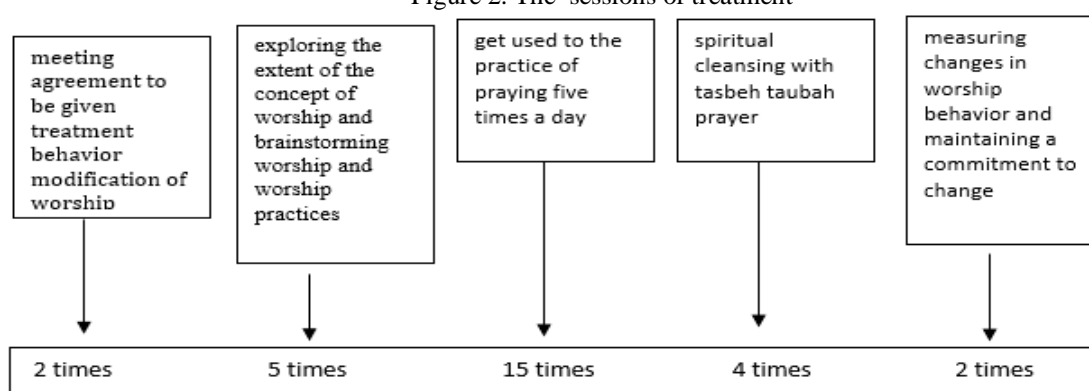 Figure 2. The sessions of treatment
meeting
agreement to
be given
treatment
behavior
modification of
worship
exploring the
extent of the
concept of
worship and
brainstorming
worship and
worship
practices
get used to the
practice of
praying five
times a day
spiritual
cleansing with
tasbeh taubah
prayer
measuring
changes in
worship
behavior and
maintaining a
commitment to
change
2 times
5 times
15 times
4 times
2 times